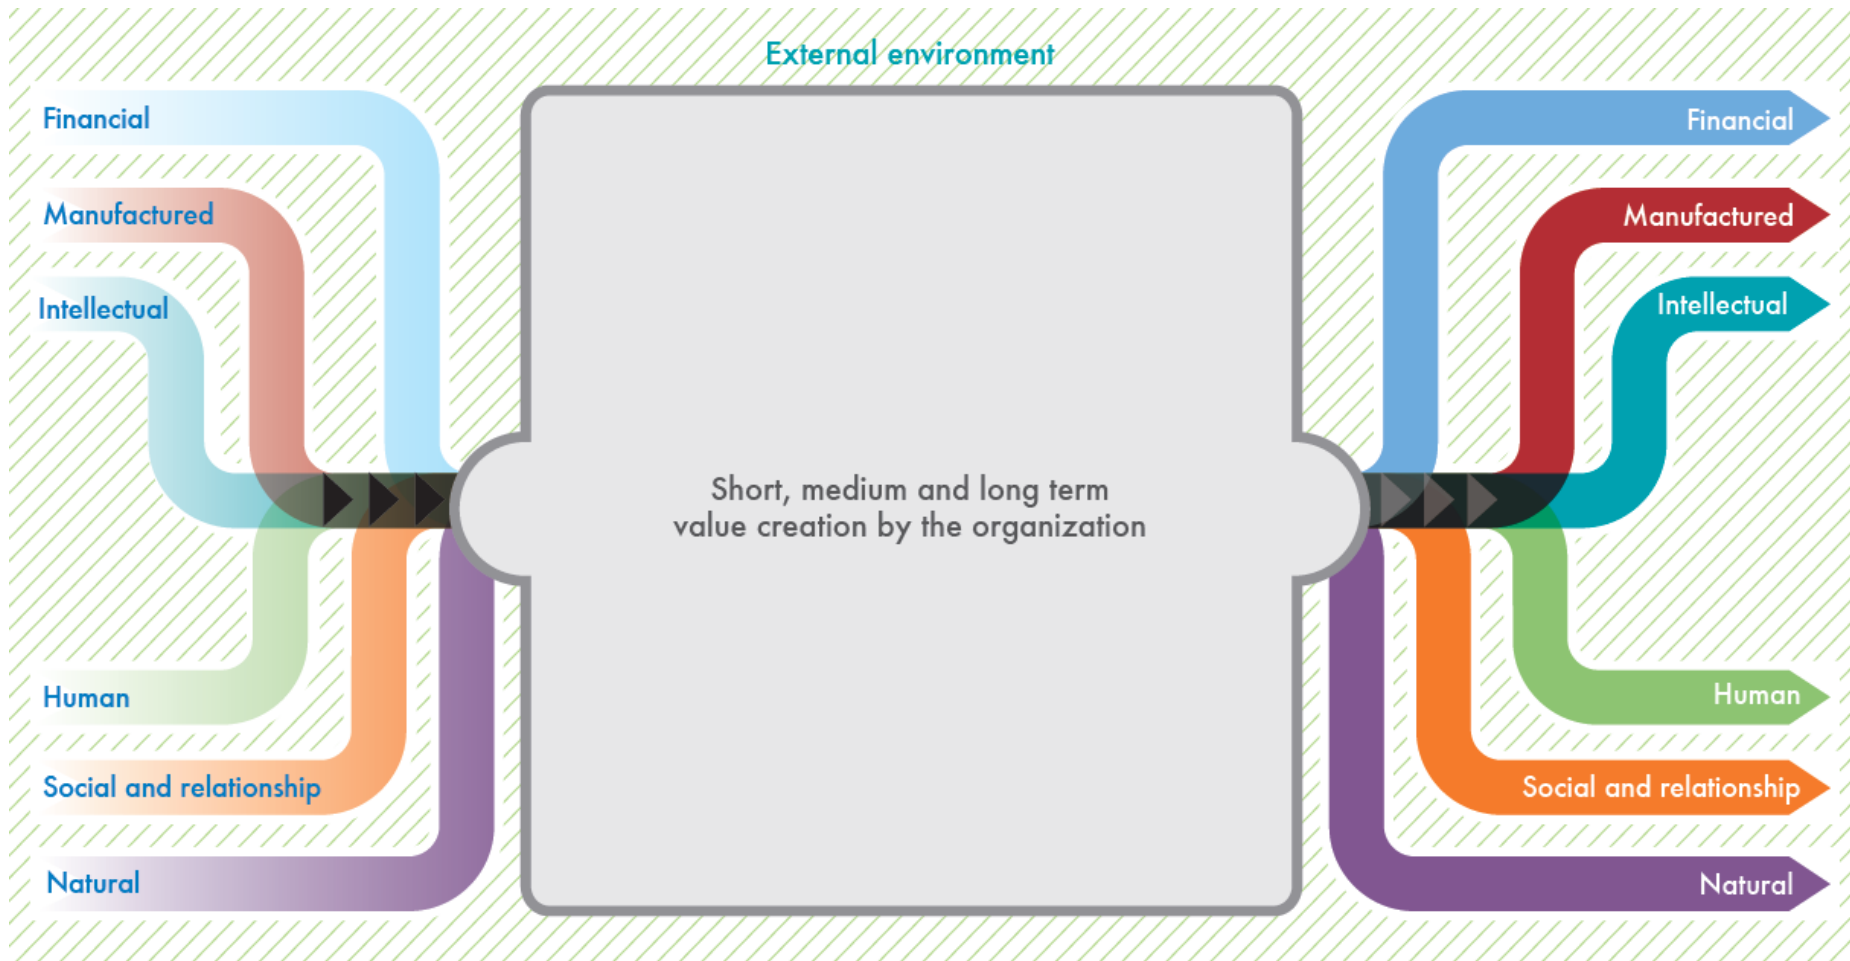 External environment
Financial
Manufactured
Intellectual
Human
Social and relationship
Natural
Short, medium and long term
value creation by the organization
Financial
Manufactured
Intellectual
Human
Social and relationship
Natural